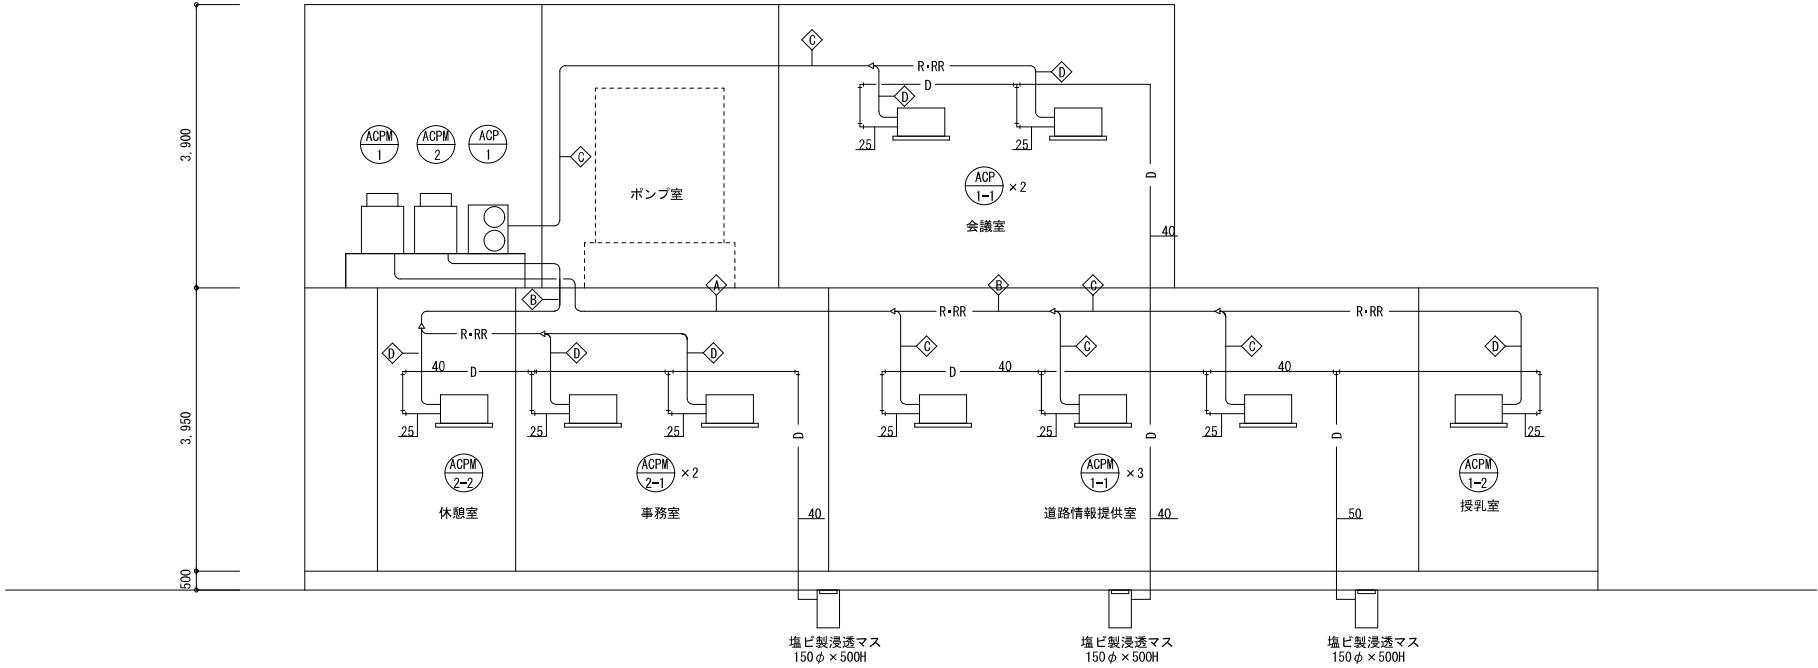 C
R・RR
D
D
D
3,900
ACPM
1
ACPM
2
ACP
1
25
25
C
D
ポンプ室
ACP
1-1
×2
会議室
40
A
B
C
B
R・RR
R・RR
R・RR
D
D
D
C
C
C
D
40
D
D
40
40
3,950
25
25
25
25
25
25
25
D
D
D
ACPM
2-2
ACPM
2-1
×2
ACPM
1-1
×3
ACPM
1-2
休憩室
事務室
道路情報提供室
授乳室
40
40
50
500
塩ビ製浸透マス
150φ×500H
塩ビ製浸透マス
150φ×500H
塩ビ製浸透マス
150φ×500H